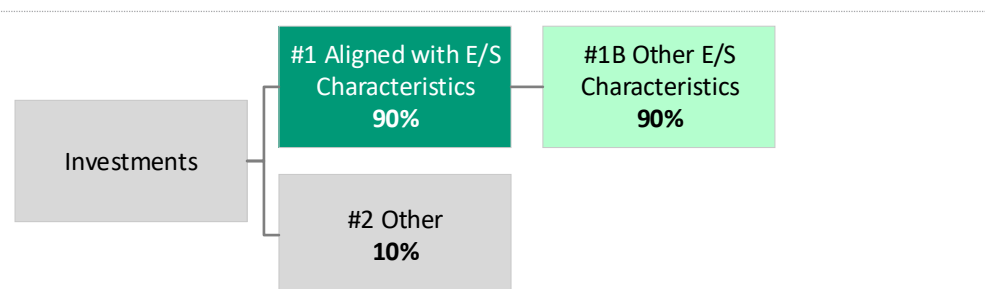 #1 Aligned with E/S
Characteristics
90%
#1B Other E/S
Characteristics
90%
Investments
#2 Other
10%